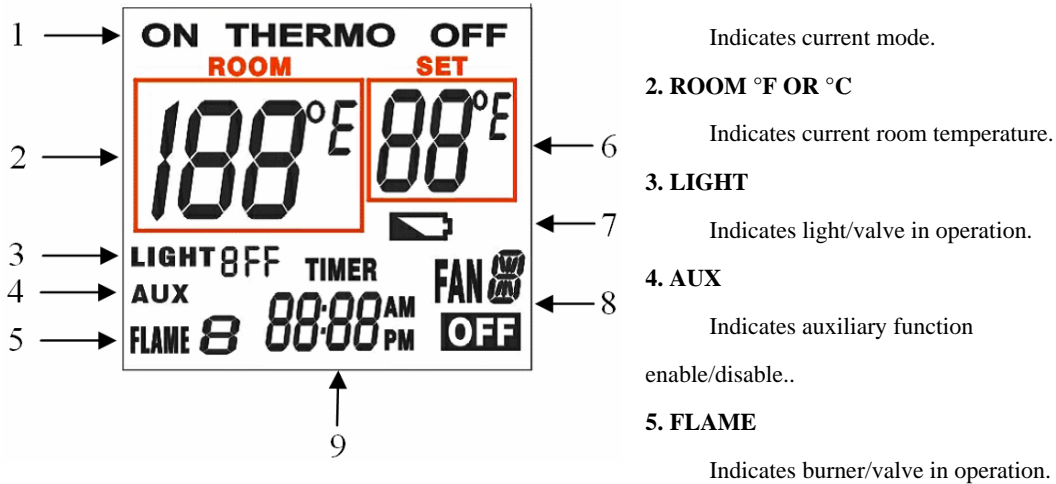 1 ON THERMO OFF
ROOM SET
188°E 88°E
2
6
7
3 LIGHT 8FF TIMER FAN 8
4 AUX
5 FLAME 8 88:88 AM PM OFF
8
9
Indicates current mode.
2. ROOM °F OR °C
Indicates current room temperature.
3. LIGHT
Indicates light/valve in operation.
4. AUX
Indicates auxiliary function
enable/disable..
5. FLAME
Indicates burner/valve in operation.